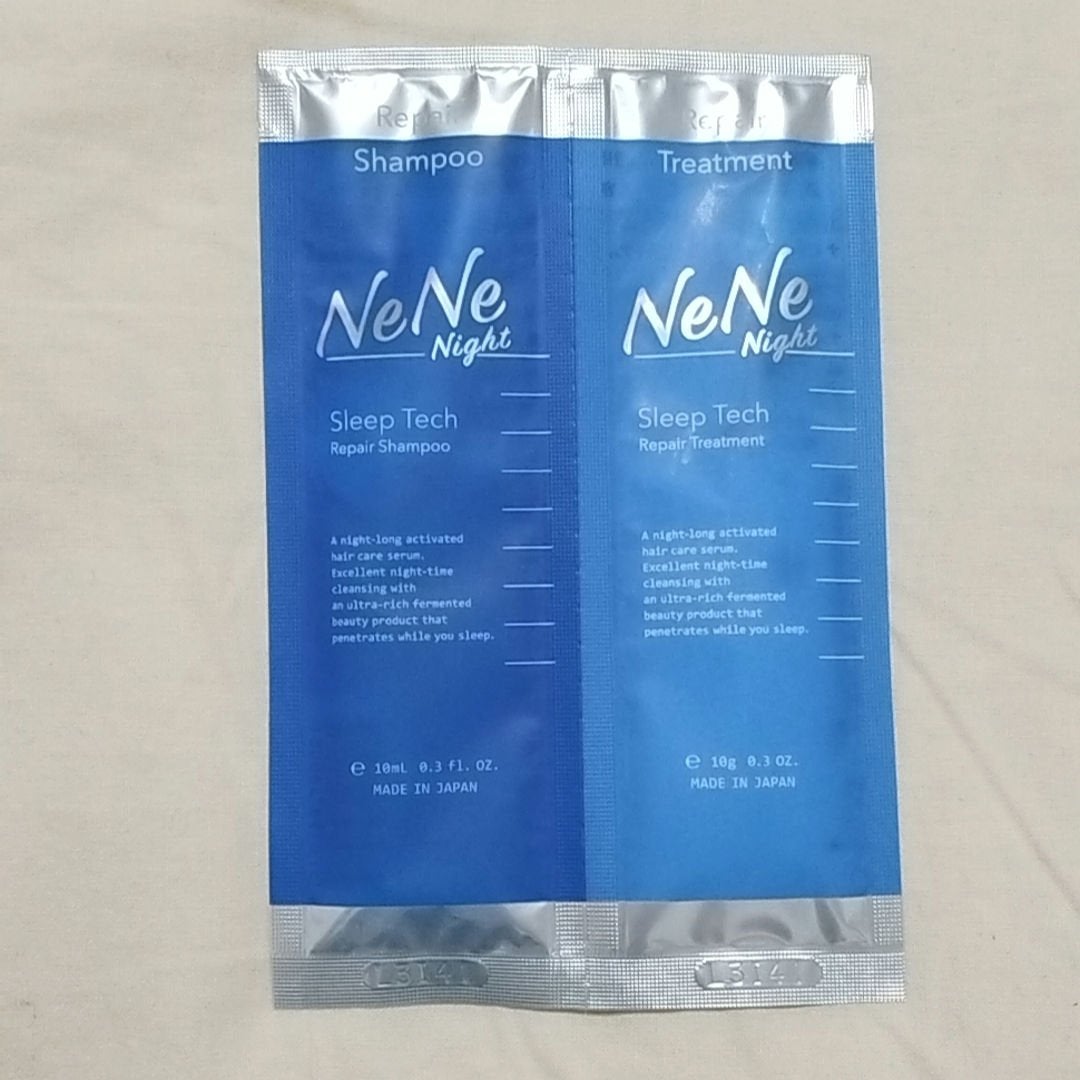 Repair
Shampoo
NeNe
Night
Sleep Tech
Repair Shampoo
A night-long activated
hair care serum.
Excellent night-time
cleansing with
an ultra-rich fermented
beauty product that
penetrates while you sleep.
℮ 10mL 0.3 fl. OZ.
MADE IN JAPAN
Repair
Treatment
NeNe
Night
Sleep Tech
Repair Treatment
A night-long activated
hair care serum.
Excellent night-time
cleansing with
an ultra-rich fermented
beauty product that
penetrates while you sleep.
℮ 10g 0.3 OZ.
MADE IN JAPAN